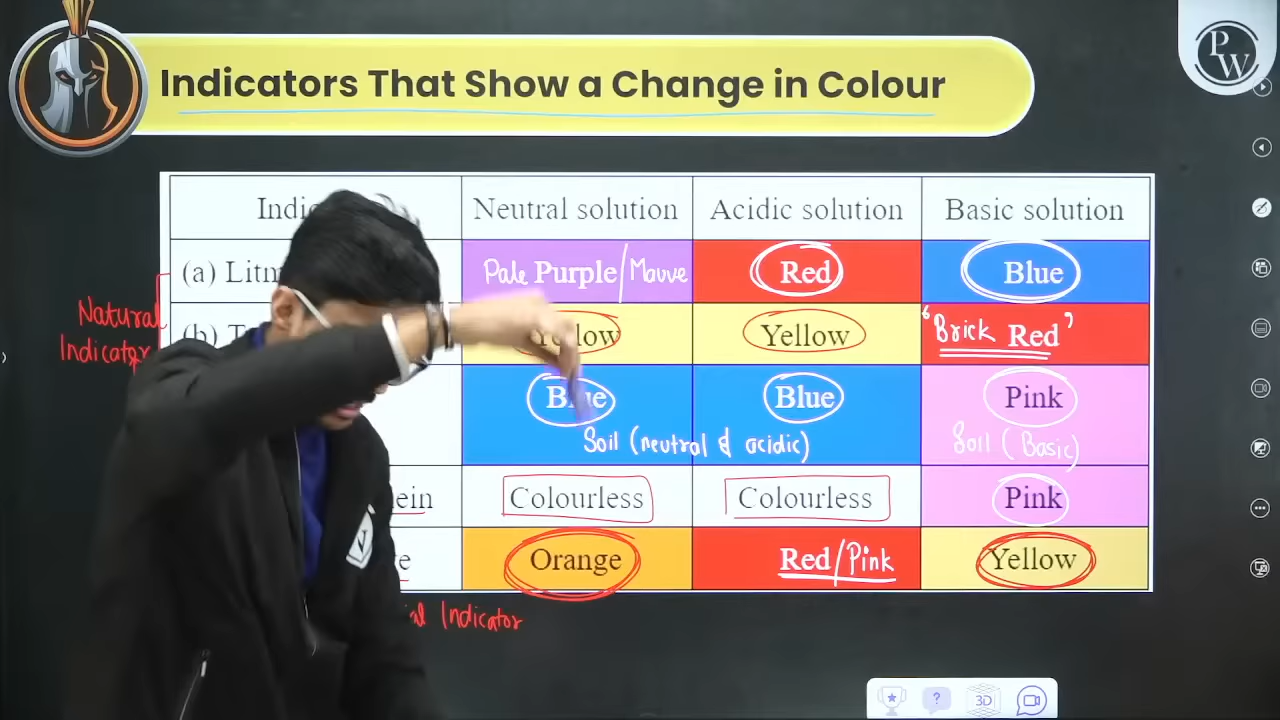 Indicators That Show a Change in Colour
PW
Neutral solution Acidic solution Basic solution
(a) Pale Purple/Mauve Red Blue
Natural
Indicator
(b) Yellow Yellow "Brick Red"
Blue Blue Pink
Soil (neutral & acidic) Soil (Basic)
Colourless Colourless Pink
Orange Red/Pink Yellow
Indicator
3D